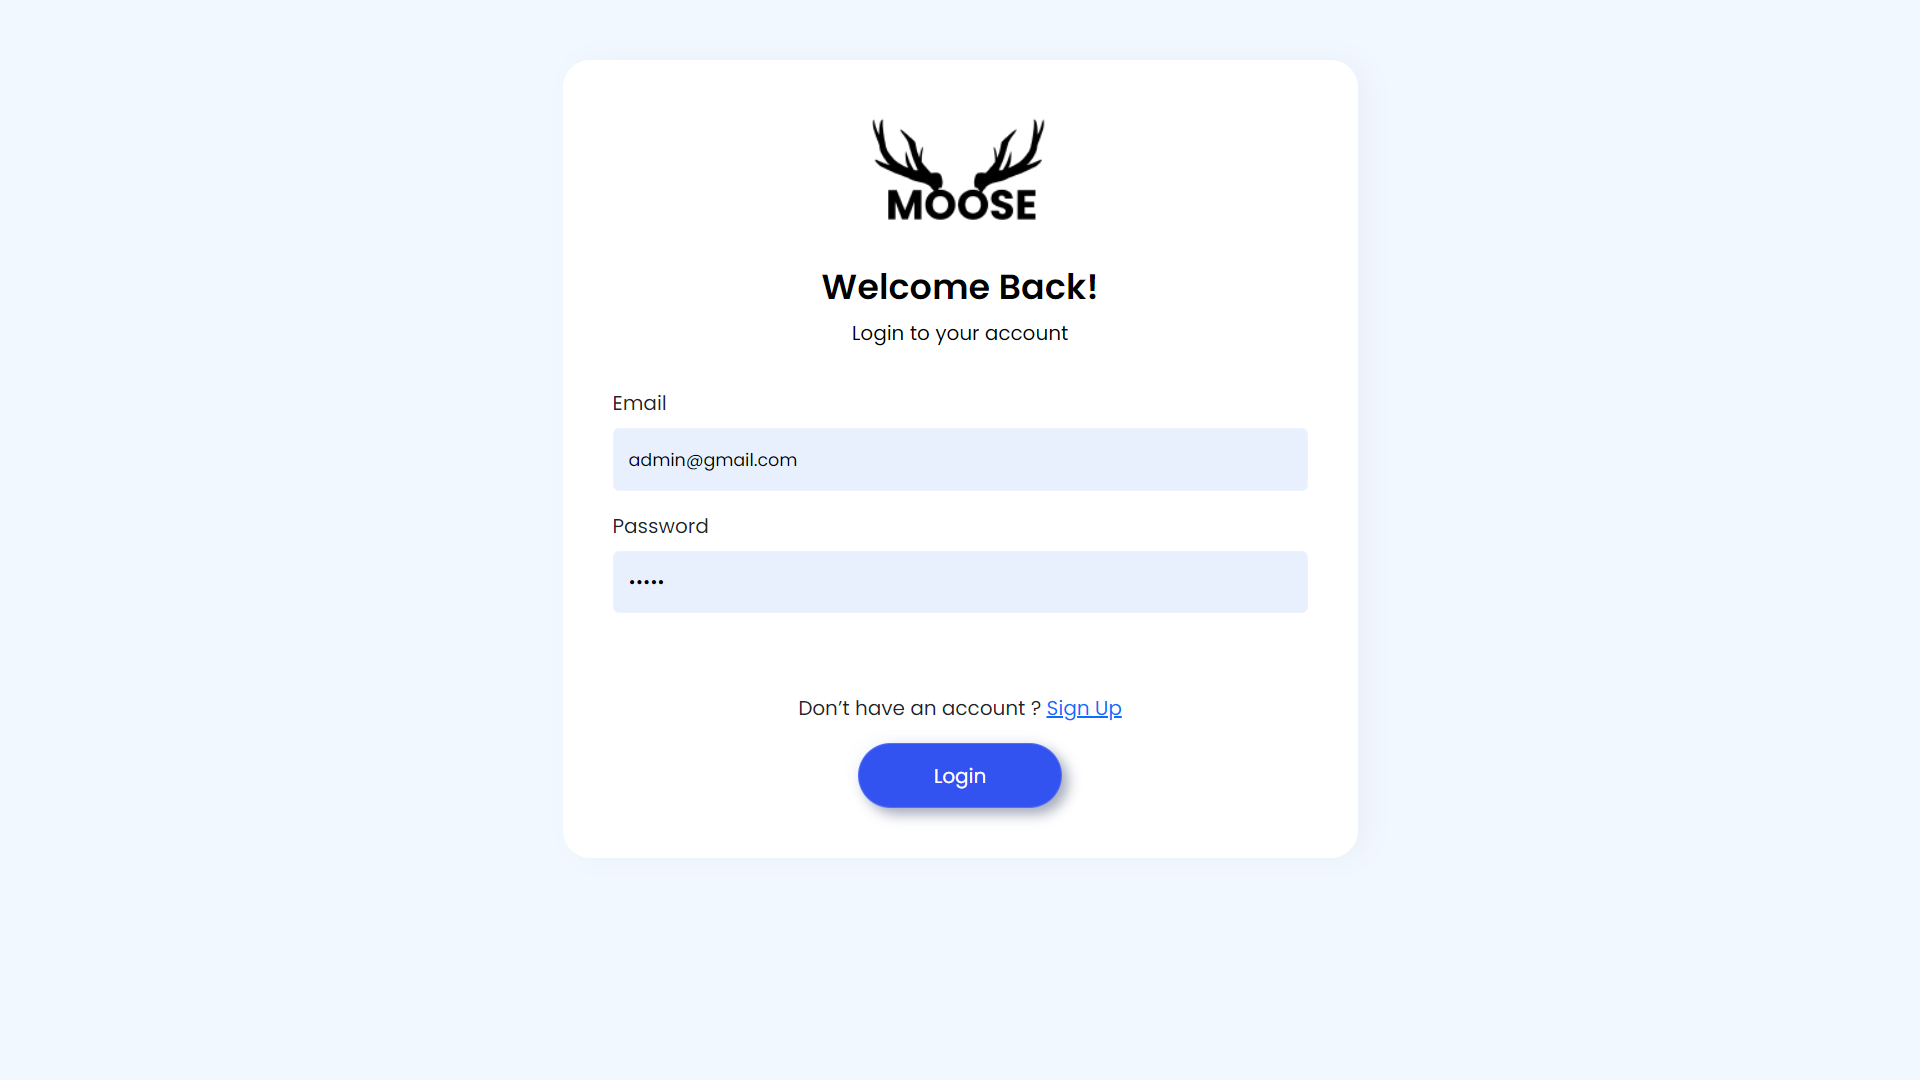 MOOSE
Welcome Back!
Login to your account
Email
admin@gmail.com
Password
•••••
Don’t have an account ? Sign Up
Login